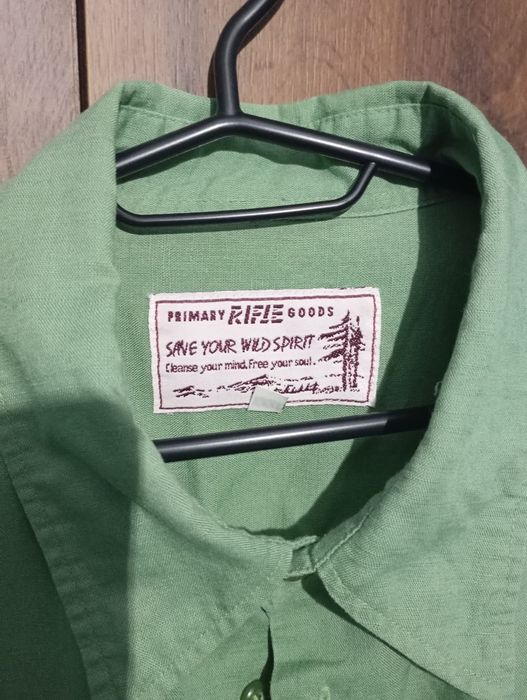 PRIMARY RIFLE GOODS
SAVE YOUR WILD SPIRIT
Cleanse your mind. Free your soul.